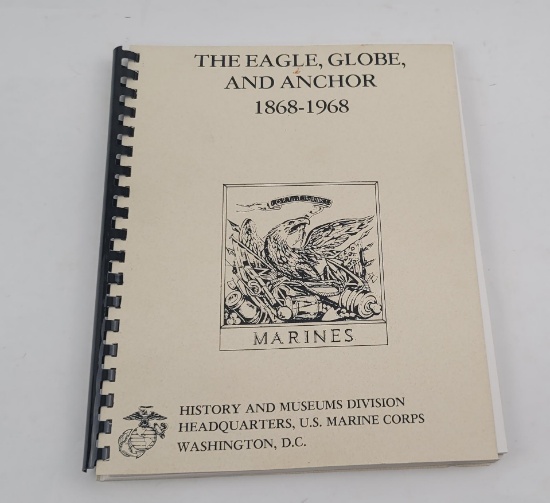 THE EAGLE, GLOBE,
AND ANCHOR
1868-1968
MARINES
HISTORY AND MUSEUMS DIVISION
HEADQUARTERS, U.S. MARINE CORPS
WASHINGTON, D.C.